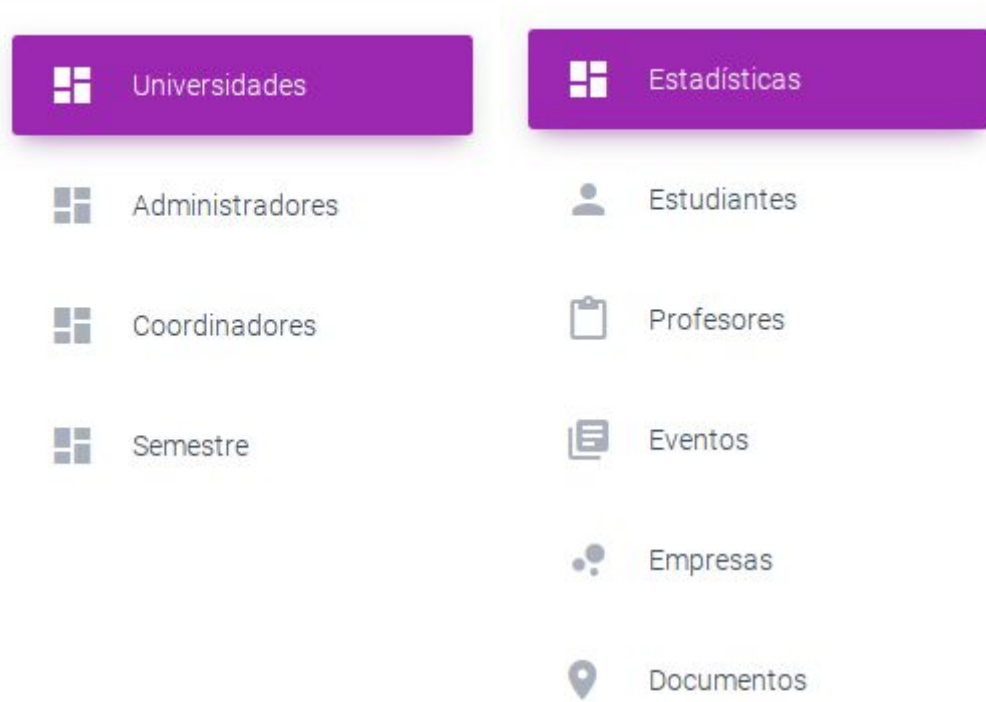 Universidades
Administradores
Coordinadores
Semestre
Estadísticas
Estudiantes
Profesores
Eventos
Empresas
Documentos